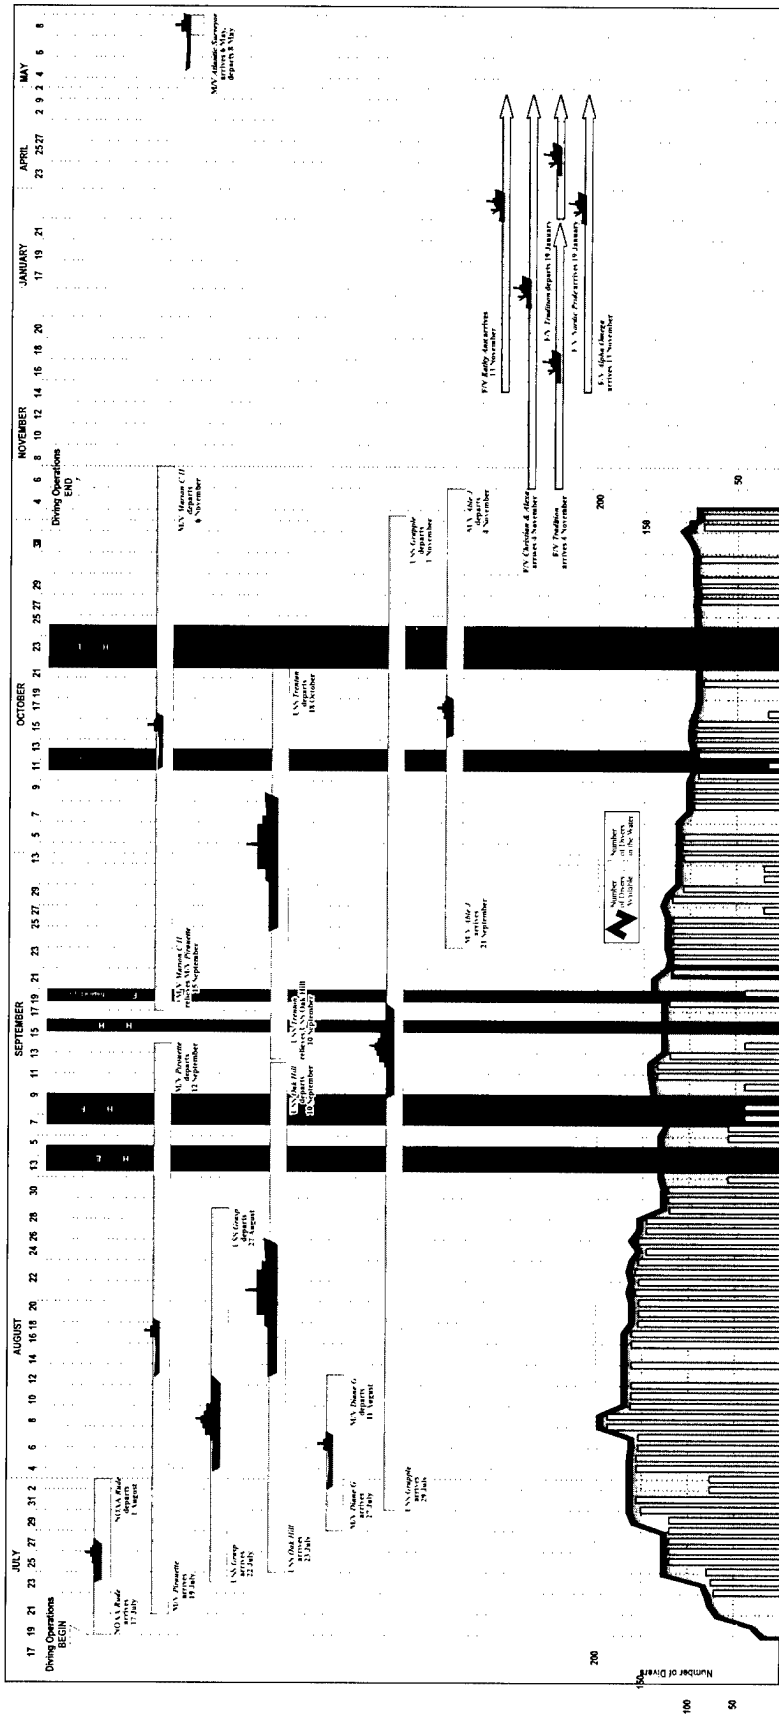 JULY
AUGUST
SEPTEMBER
OCTOBER
NOVEMBER
JANUARY
APRIL
MAY
17 19 21 23 25 27 29 31 2 4 6 8 10 12 14 16 18 20 22 24 26 28 30 13 5 7 9 11 13 15 17 19 21 23 25 27 29 13 5 7 9 11 13 15 17 19 21 23 25 27 29 31 4 6 8 10 12 14 16 18 20 17 19 21 23 25 27 2 9 2 4 6 8
Diving Operations
BEGIN
Diving Operations
END
NOAA Rude
arrives
17 July
NOAA Rude
departs
1 August
M/V Pirouette
arrives
19 July
M/V Pirouette
departs
12 September
M/V Marion C II
relieves M/V Pirouette
15 September
M/V Marion C II
departs
6 November
M/V Atlantic Surveyor
arrives 6 May,
departs 8 May
USS Grasp
arrives
22 July
USS Grasp
departs
27 August
USS Oak Hill
arrives
23 July
USS Oak Hill
departs
10 September
USS Trenton
relieves USS Oak Hill
10 September
USS Trenton
departs
18 October
M/V Diane G
arrives
27 July
M/V Diane G
departs
11 August
USS Grapple
arrives
29 July
USS Grapple
departs
3 November
M/V Able J
arrives
21 September
M/V Able J
departs
4 November
F/V Kathy Ann arrives
13 November
F/V Christian & Alexa
arrives 4 November
F/V Tradition
arrives 4 November
F/V Tradition departs 19 January
F/V Nordic Pride arrives 19 January
F/V Alpha Omega
arrives 13 November
Number
of Divers
Available
Number
of Divers
in the Water
Number of Divers
200
150
100
50
200
150
50